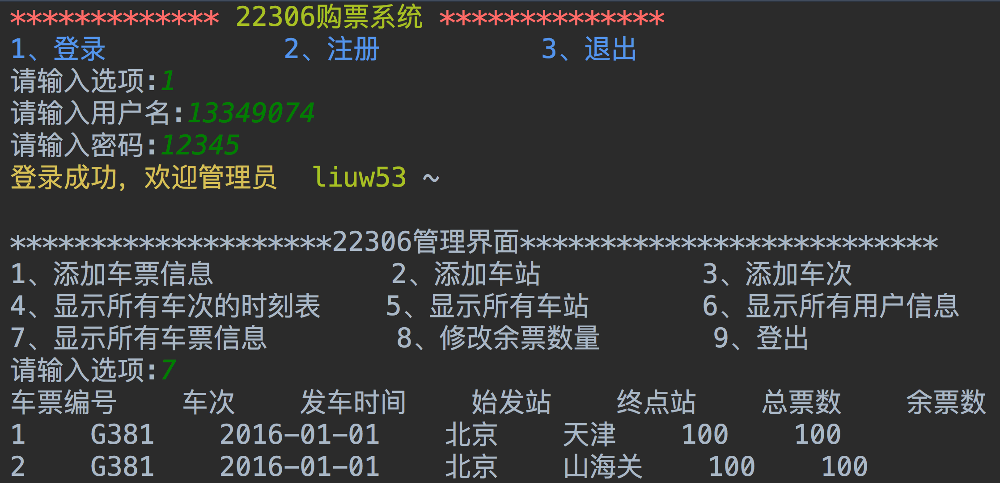 ************* 22306购票系统 **************
1、登录                 2、注册               3、退出
请输入选项:1
请输入用户名:13349074
请输入密码:12345
登录成功，欢迎管理员   liuw53 ~
********************22306管理界面**************************
1、添加车票信息                 2、添加车站               3、添加车次
4、显示所有车次的时刻表      5、显示所有车站           6、显示所有用户信息
7、显示所有车票信息            8、修改余票数量           9、登出
请输入选项:7
车票编号    车次    发车时间    始发站    终点站    总票数    余票数
1    G381    2016-01-01    北京    天津    100    100
2    G381    2016-01-01    北京    山海关    100    100